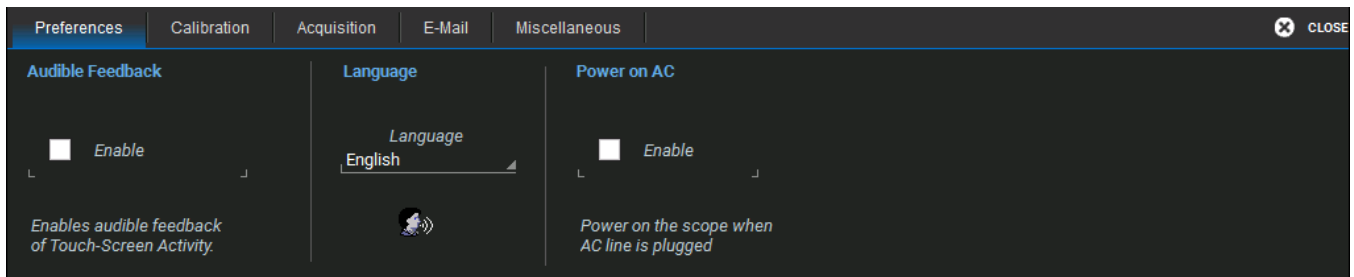 Preferences
Calibration
Acquisition
E-Mail
Miscellaneous
CLOSE
Audible Feedback
Enable
Enables audible feedback
of Touch-Screen Activity.
Language
Language
English
Power on AC
Enable
Power on the scope when
AC line is plugged